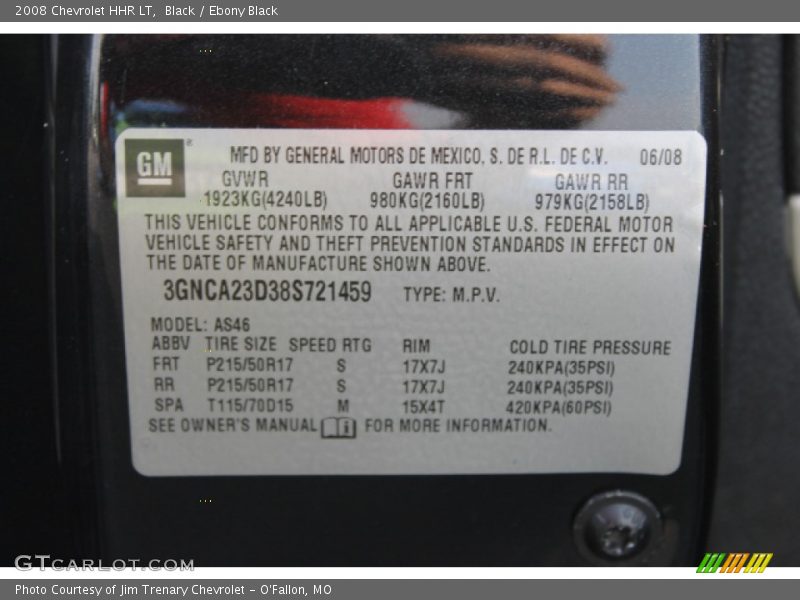 2008 Chevrolet HHR LT,  Black / Ebony Black
GM
MFD BY GENERAL MOTORS DE MEXICO, S. DE R.L. DE C.V. 06/08
GVWR GAWR FRT GAWR RR
1923KG(4240LB) 980KG(2160LB) 979KG(2158LB)
THIS VEHICLE CONFORMS TO ALL APPLICABLE U.S. FEDERAL MOTOR
VEHICLE SAFETY AND THEFT PREVENTION STANDARDS IN EFFECT ON
THE DATE OF MANUFACTURE SHOWN ABOVE.
3GNCA23D38S721459 TYPE: M.P.V.
MODEL: AS46
ABBV TIRE SIZE SPEED RTG RIM COLD TIRE PRESSURE
FRT P215/50R17 S 17X7J 240KPA(35PSI)
RR P215/50R17 S 17X7J 240KPA(35PSI)
SPA T115/70D15 M 15X4T 420KPA(60PSI)
SEE OWNER'S MANUAL i FOR MORE INFORMATION.
GTCARLOT.COM
Photo Courtesy of Jim Trenary Chevrolet - O'Fallon, MO